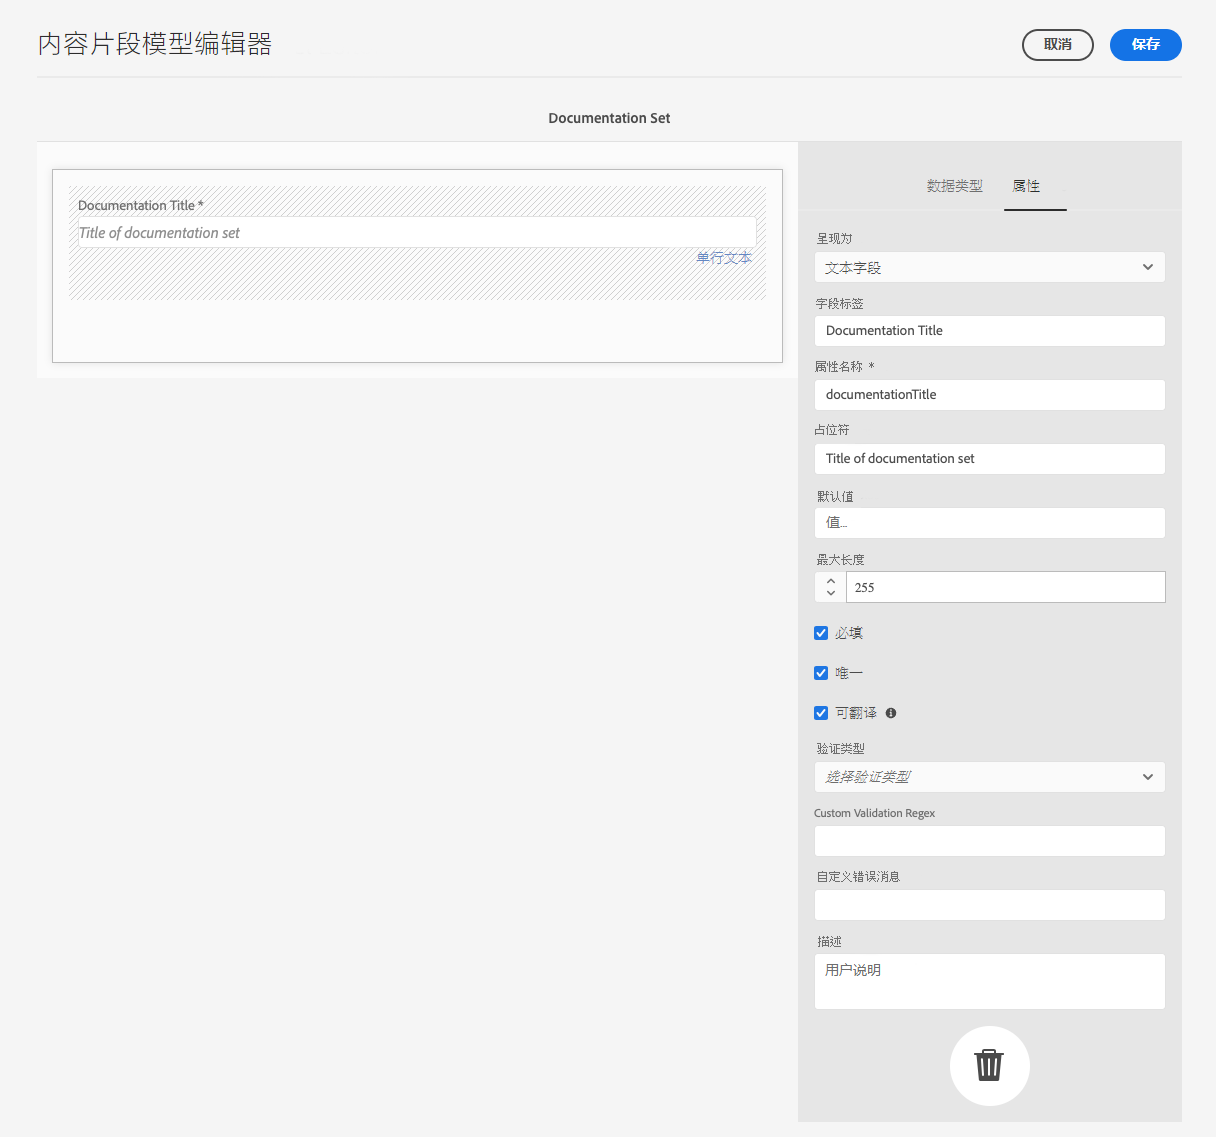 内容片段模型编辑器
取消
保存
Documentation Set
Documentation Title *
Title of documentation set
单行文本
数据类型
属性
呈现为
文本字段
字段标签
Documentation Title
属性名称 *
documentationTitle
占位符
Title of documentation set
默认值
值...
最大长度
255
必填
唯一
可翻译
验证类型
选择验证类型
Custom Validation Regex
自定义错误消息
描述
用户说明